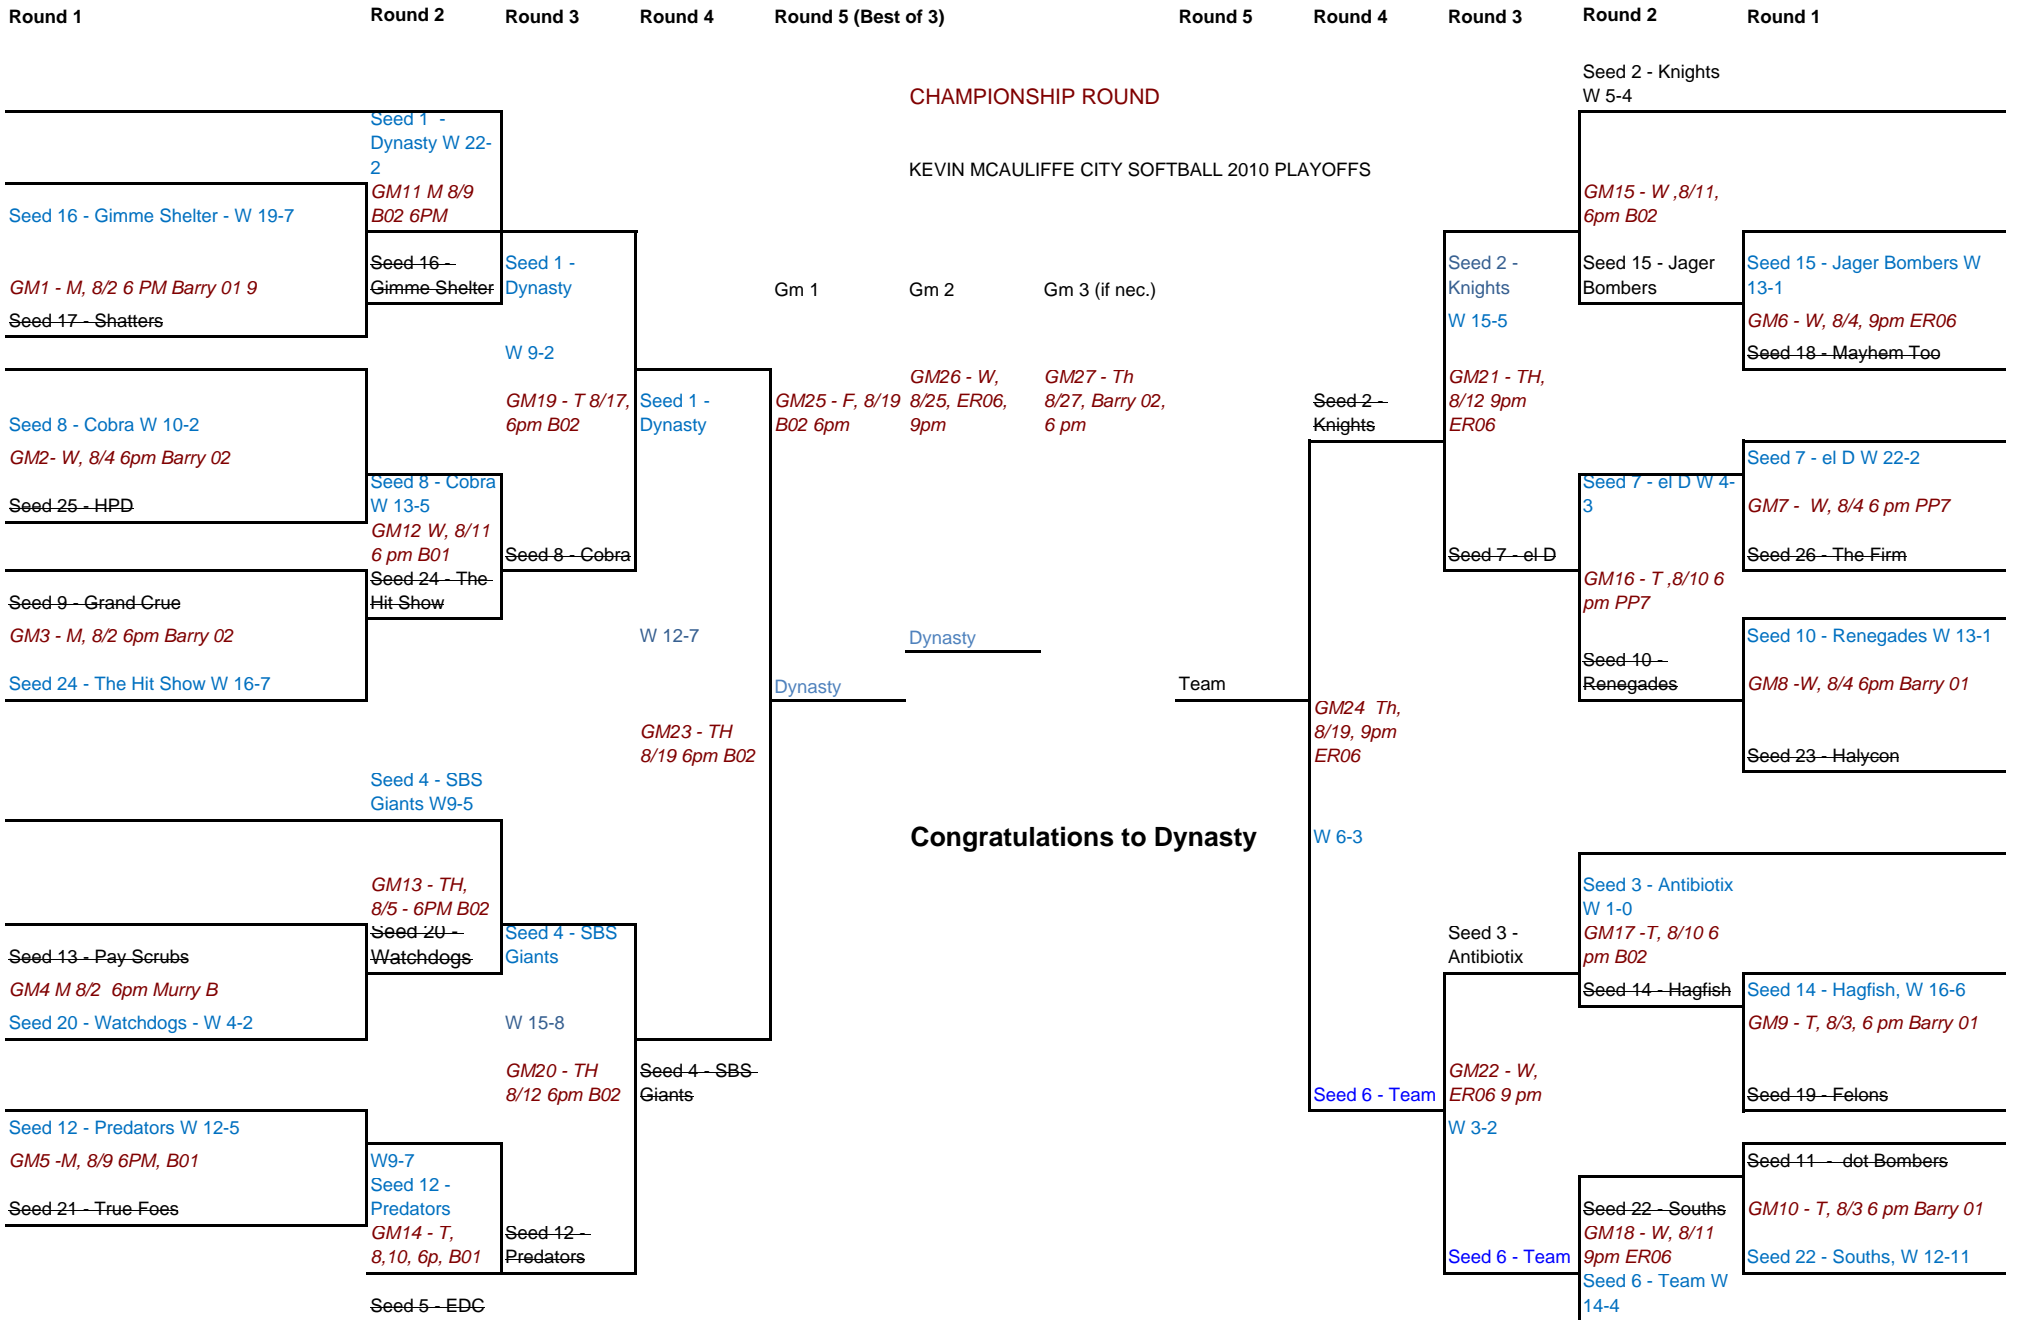 Round 1
Round 2
Round 3
Round 4
Round 5 (Best of 3)
Round 5
Round 4
Round 3
Round 2
Round 1
CHAMPIONSHIP ROUND
KEVIN MCAULIFFE CITY SOFTBALL 2010 PLAYOFFS
Seed 16 - Gimme Shelter - W 19-7
GM1 - M, 8/2 6 PM Barry 01 9
Seed 17 - Shatters
Seed 8 - Cobra W 10-2
GM2- W, 8/4 6pm Barry 02
Seed 25 - HPD
Seed 9 - Grand Crue
GM3 - M, 8/2 6pm Barry 02
Seed 24 - The Hit Show W 16-7
Seed 13 - Pay Scrubs
GM4 M 8/2 6pm Murry B
Seed 20 - Watchdogs - W 4-2
Seed 12 - Predators W 12-5
GM5 -M, 8/9 6PM, B01
Seed 21 - True Foes
Seed 1 -
Dynasty W 22-
2
GM11 M 8/9
B02 6PM
Seed 16 -
Gimme Shelter
Seed 8 - Cobra
W 13-5
GM12 W, 8/11
6 pm B01
Seed 24 - The
Hit Show
Seed 4 - SBS
Giants W9-5
GM13 - TH,
8/5 - 6PM B02
Seed 20 -
Watchdogs
W9-7
Seed 12 -
Predators
GM14 - T,
8,10, 6p, B01
Seed 5 - EDC
Seed 1 -
Dynasty
W 9-2
GM19 - T 8/17,
6pm B02
Seed 8 - Cobra
Seed 4 - SBS
Giants
W 15-8
GM20 - TH
8/12 6pm B02
Seed 12 -
Predators
Seed 1 -
Dynasty
W 12-7
GM23 - TH
8/19 6pm B02
Seed 4 - SBS
Giants
Gm 1
Gm 2
Gm 3 (if nec.)
GM25 - F, 8/19
B02 6pm
GM26 - W,
8/25, ER06,
9pm
GM27 - Th
8/27, Barry 02,
6 pm
Dynasty
Dynasty
Team
Congratulations to Dynasty
Seed 2 -
Knights
GM24 Th,
8/19, 9pm
ER06
W 6-3
Seed 6 - Team
Seed 2 -
Knights
W 15-5
GM21 - TH,
8/12 9pm
ER06
Seed 7 - el D
Seed 3 -
Antibiotix
GM22 - W,
ER06 9 pm
W 3-2
Seed 6 - Team
Seed 2 - Knights
W 5-4
GM15 - W ,8/11,
6pm B02
Seed 15 - Jager
Bombers
Seed 7 - el D W 4-
3
GM16 - T ,8/10 6
pm PP7
Seed 10 -
Renegades
Seed 3 - Antibiotix
W 1-0
GM17 -T, 8/10 6
pm B02
Seed 14 - Hagfish
Seed 22 - Souths
GM18 - W, 8/11
9pm ER06
Seed 6 - Team W
14-4
Seed 15 - Jager Bombers W
13-1
GM6 - W, 8/4, 9pm ER06
Seed 18 - Mayhem Too
Seed 7 - el D W 22-2
GM7 - W, 8/4 6 pm PP7
Seed 26 - The Firm
Seed 10 - Renegades W 13-1
GM8 -W, 8/4 6pm Barry 01
Seed 23 - Halycon
Seed 14 - Hagfish, W 16-6
GM9 - T, 8/3, 6 pm Barry 01
Seed 19 - Felons
Seed 11 - dot Bombers
GM10 - T, 8/3 6 pm Barry 01
Seed 22 - Souths, W 12-11